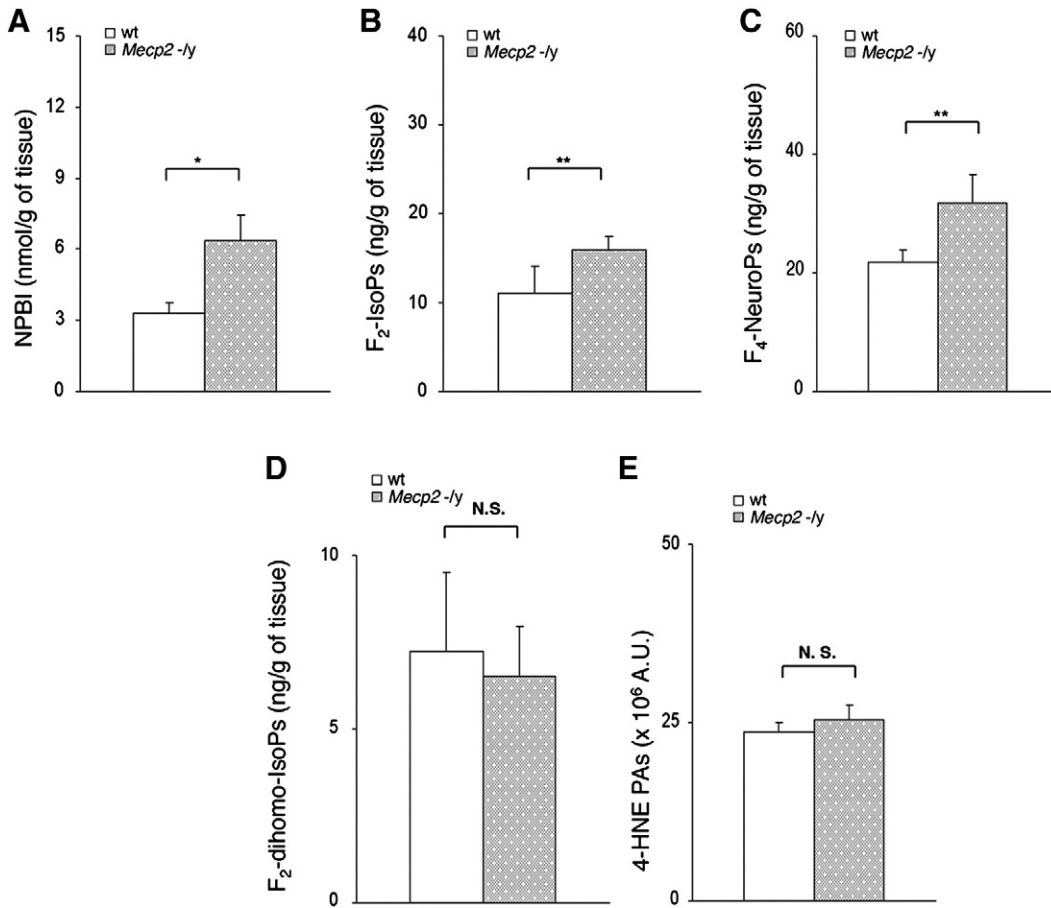 A
wt
Mecp2 -/y
NPBI (nmol/g of tissue)
15
12
9
6
3
0
*
B
wt
Mecp2 -/y
F₂-IsoPs (ng/g of tissue)
40
30
20
10
0
**
C
wt
Mecp2 -/y
F₄-NeuroPs (ng/g of tissue)
60
40
20
0
**
D
wt
Mecp2 -/y
N.S.
F₂-dihomo-IsoPs (ng/g of tissue)
10
5
0
E
wt
Mecp2 -/y
N. S.
4-HNE PAs (x 10⁶ A.U.)
50
25
0